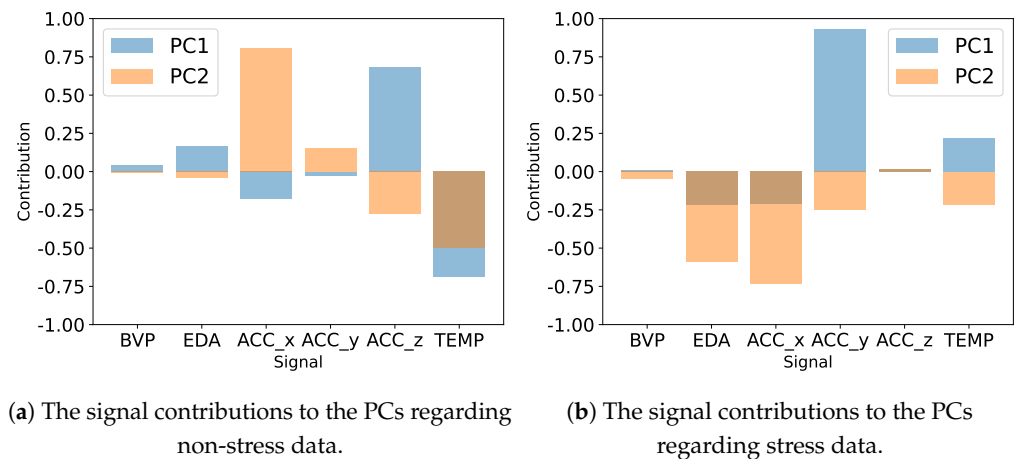 1.00
0.75
0.50
0.25
0.00
-0.25
-0.50
-0.75
-1.00
Contribution
PC1
PC2
BVP EDA ACC_x ACC_y ACC_z TEMP
Signal
(a) The signal contributions to the PCs regarding
non-stress data.
1.00
0.75
0.50
0.25
0.00
-0.25
-0.50
-0.75
-1.00
Contribution
PC1
PC2
BVP EDA ACC_x ACC_y ACC_z TEMP
Signal
(b) The signal contributions to the PCs
regarding stress data.